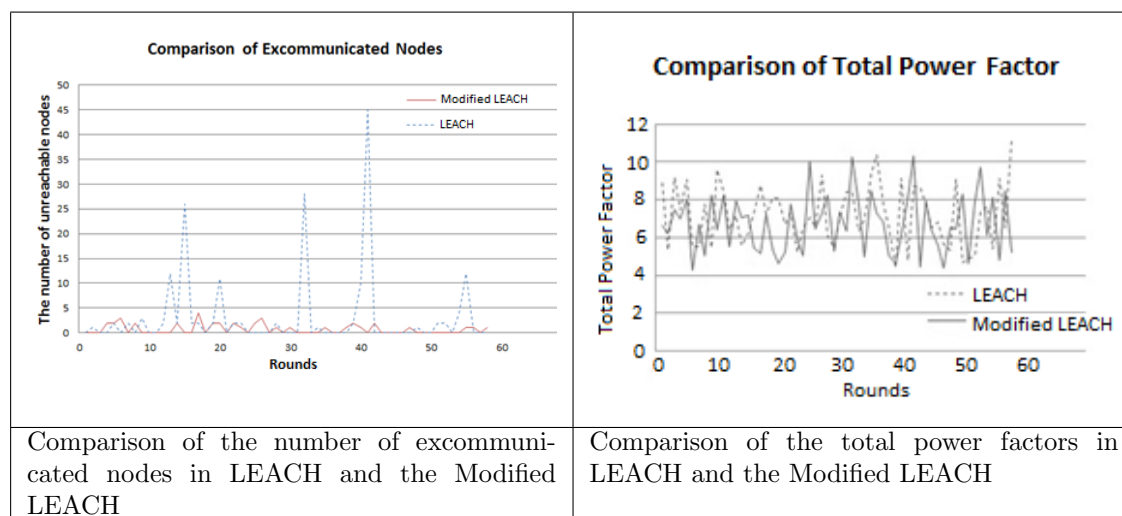 Comparison of Excommunicated Nodes
The number of unreachable nodes
50
45
40
35
30
25
20
15
10
5
0
Modified LEACH
LEACH
0 10 20 30 40 50 60
Rounds
Comparison of Total Power Factor
Total Power Factor
12
10
8
6
4
2
0
LEACH
Modified LEACH
0 10 20 30 40 50 60
Rounds
Comparison of the number of excommuni-
cated nodes in LEACH and the Modified
LEACH
Comparison of the total power factors in
LEACH and the Modified LEACH